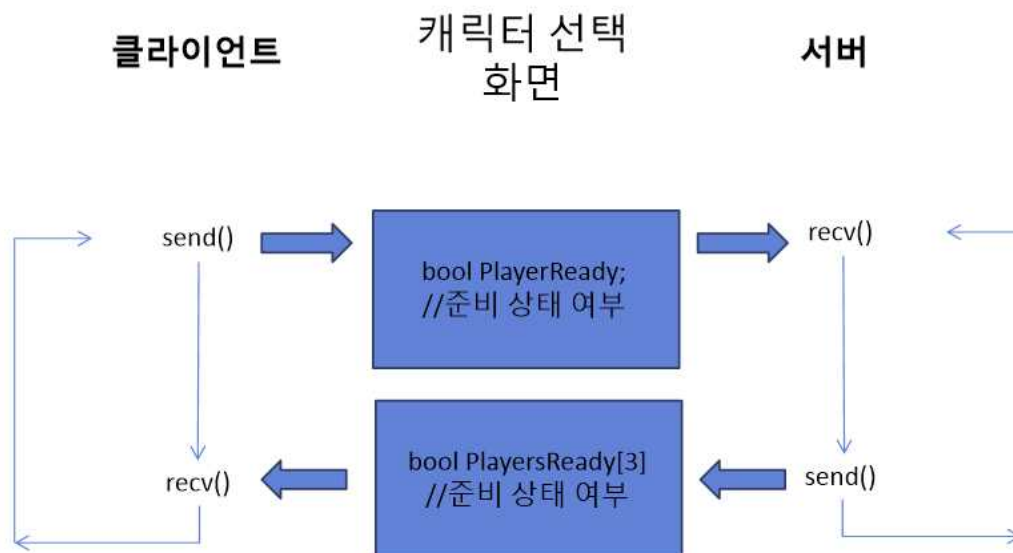 클라이언트
캐릭터 선택
화면
서버
send()
bool PlayerReady;
//준비 상태 여부
recv()
recv()
bool PlayersReady[3]
//준비 상태 여부
send()